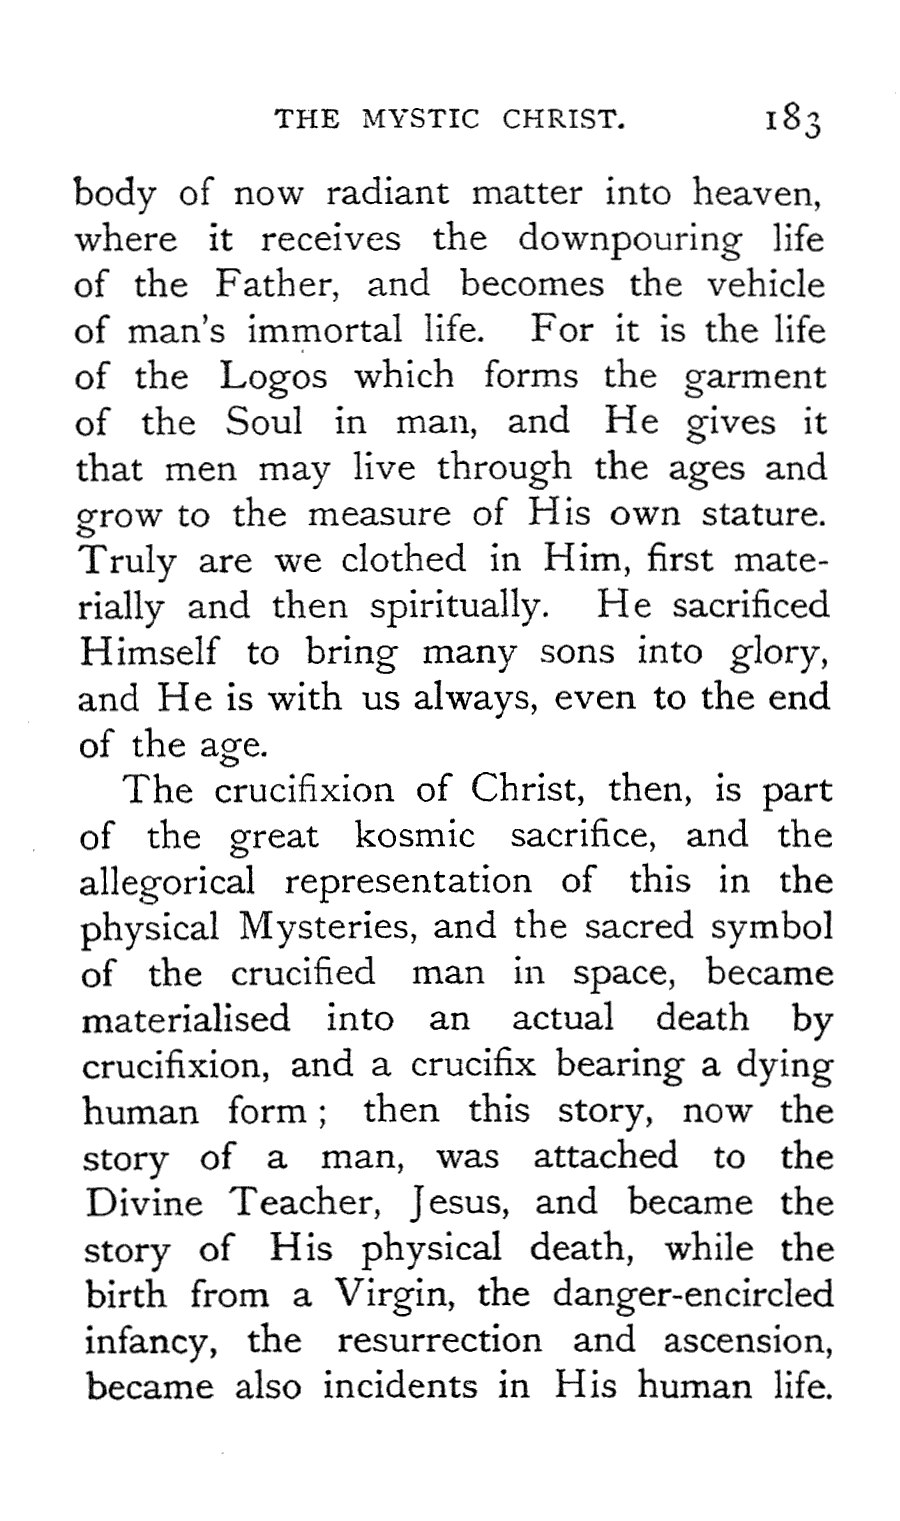 THE MYSTIC CHRIST. 183
body of now radiant matter into heaven,
where it receives the downpouring life
of the Father, and becomes the vehicle
of man's immortal life. For it is the life
of the Logos which forms the garment
of the Soul in man, and He gives it
that men may live through the ages and
grow to the measure of His own stature.
Truly are we clothed in Him, first mate-
rially and then spiritually. He sacrificed
Himself to bring many sons into glory,
and He is with us always, even to the end
of the age.
The crucifixion of Christ, then, is part
of the great kosmic sacrifice, and the
allegorical representation of this in the
physical Mysteries, and the sacred symbol
of the crucified man in space, became
materialised into an actual death by
crucifixion, and a crucifix bearing a dying
human form ; then this story, now the
story of a man, was attached to the
Divine Teacher, Jesus, and became the
story of His physical death, while the
birth from a Virgin, the danger-encircled
infancy, the resurrection and ascension,
became also incidents in His human life.